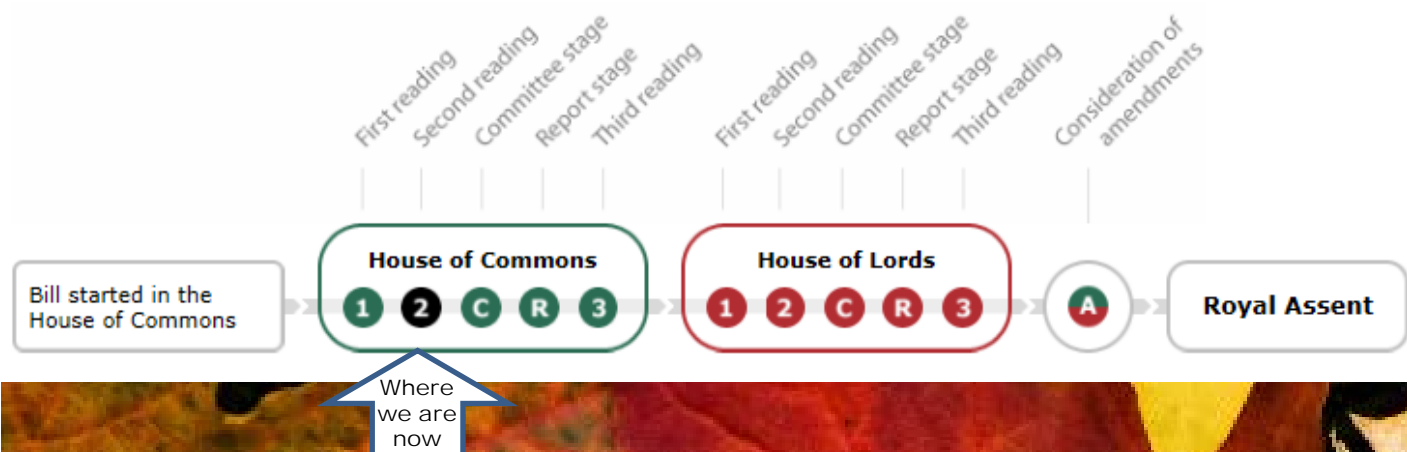 First reading
Second reading
Committee stage
Report stage
Third reading
First reading
Second reading
Committee stage
Report stage
Third reading
Consideration of
amendments
Bill started in the
House of Commons
House of Commons
1 2 C R 3
House of Lords
1 2 C R 3
A
Royal Assent
Where
we are
now